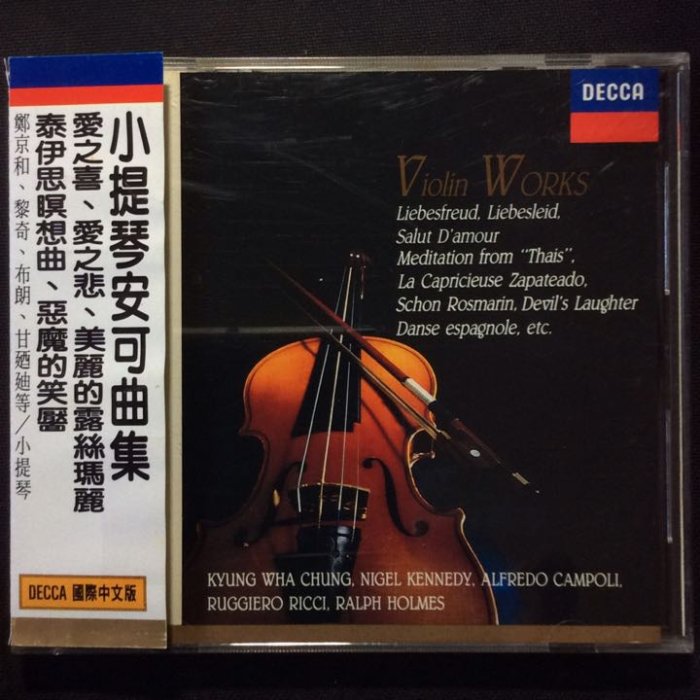 小提琴安可曲集
愛之喜、愛之悲、美麗的露絲瑪麗
泰伊思瞑想曲、惡魔的笑靨
鄭京和、黎奇、布朗、甘廼廸等／小提琴
DECCA 國際中文版
DECCA
Violin WORKS
Liebesfreud, Liebesleid,
Salut D'amour
Meditation from "Thais",
La Capricieuse Zapateado,
Schon Rosmarin, Devil's Laughter
Danse espagnole, etc.
KYUNG WHA CHUNG, NIGEL KENNEDY, ALFREDO CAMPOLI,
RUGGIERO RICCI, RALPH HOLMES